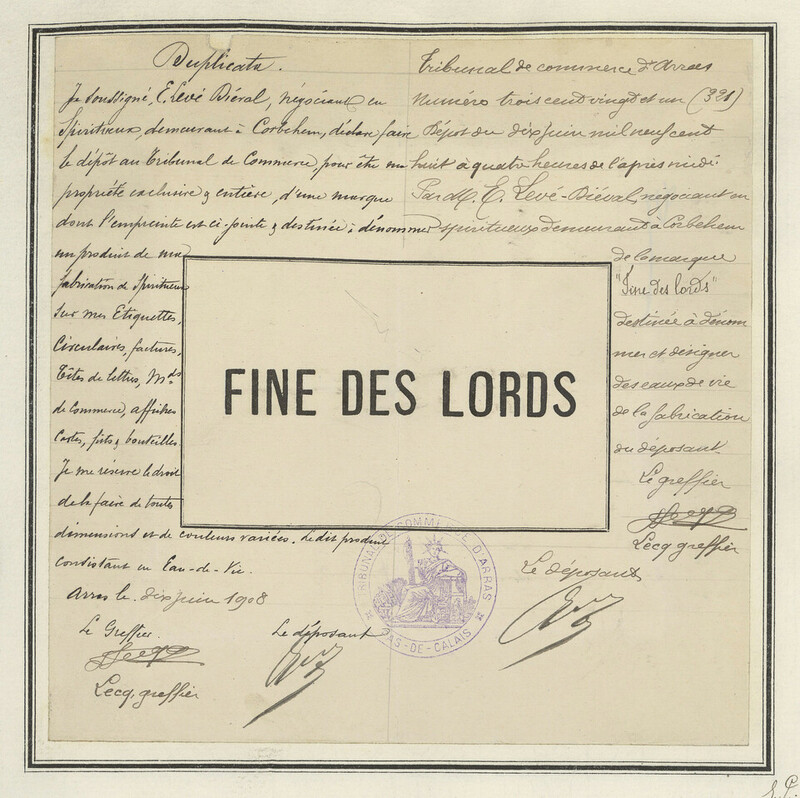 Duplicata.
Je soussigné, E. Levé Biéval, négociant en
Spiritueux, demeurant à Corbehem, déclare faire
le dépôt au Tribunal de Commerce, pour être ma
propriété exclusive & entière, d'une marque
dont l'empreinte est ci-jointe & destinée à dénommer
un produit de ma
fabrication de Spiritueux
Sur mes Etiquettes,
Circulaires, factures,
Têtes de lettres, Mds
de Commerce, affiches
Cartes, fûts & bouteilles
Je me réserve le droit
de la faire de toutes
dimensions et de couleurs variées. Le dit produit
consistant en Eau-de-Vie.
Arras le dix juin 1908
Le Greffier.
Lecq, greffier
Le déposant
FINE DES LORDS
Tribunal de commerce d'Arras
Numéro trois cent vingt et un (321)
Dépôt du dix juin mil neuf cent
huit à quatre heures de l'après midi
Par M. E. Levé-Biéval, négociant en
spiritueux demeurant à Corbehem
de la marque
"Fine des lords"
destinée à dénom
mer et désigner
des eaux de vie
de la fabrication
du déposant
Le greffier
Lecq greffier
Le déposant
TRIBUNAL DE COMMERCE D'ARRAS
PAS-DE-CALAIS